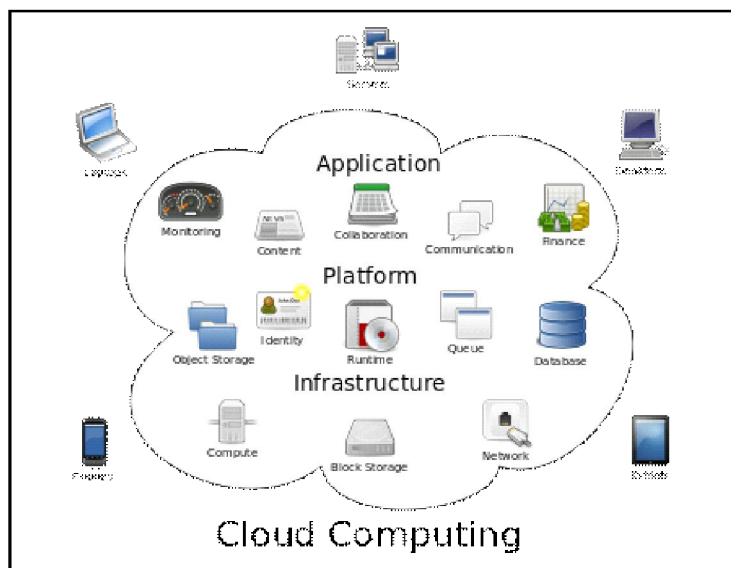 Servers
Application
Monitoring
Content
Collaboration
Communication
Finance
Platform
Object Storage
Identity
Runtime
Queue
Database
Infrastructure
Compute
Block Storage
Network
Cloud Computing